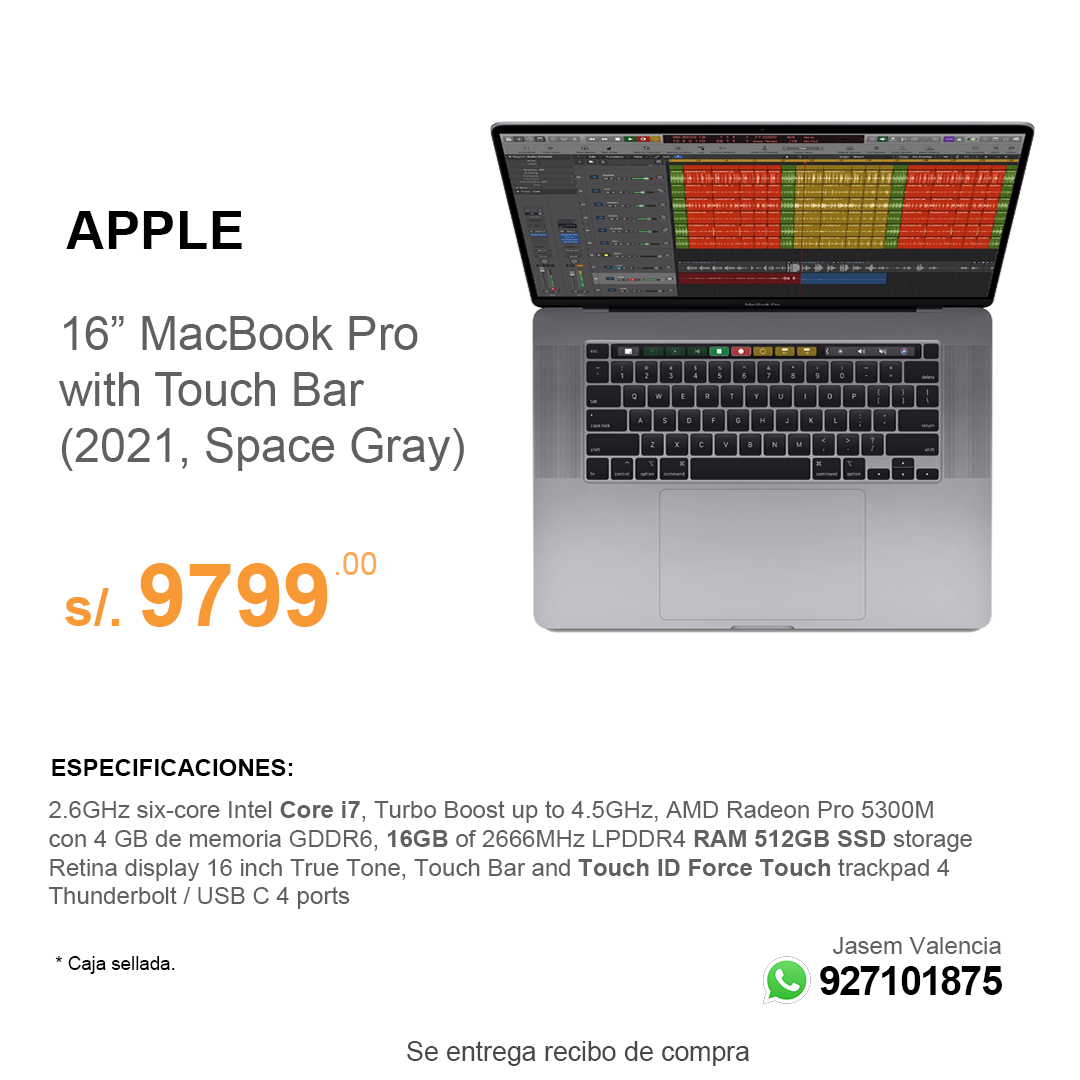 APPLE
16” MacBook Pro
with Touch Bar
(2021, Space Gray)
s/. 9799.00
ESPECIFICACIONES:
2.6GHz six-core Intel Core i7, Turbo Boost up to 4.5GHz, AMD Radeon Pro 5300M
con 4 GB de memoria GDDR6, 16GB of 2666MHz LPDDR4 RAM 512GB SSD storage
Retina display 16 inch True Tone, Touch Bar and Touch ID Force Touch trackpad 4
Thunderbolt / USB C 4 ports
* Caja sellada.
Jasem Valencia
927101875
Se entrega recibo de compra